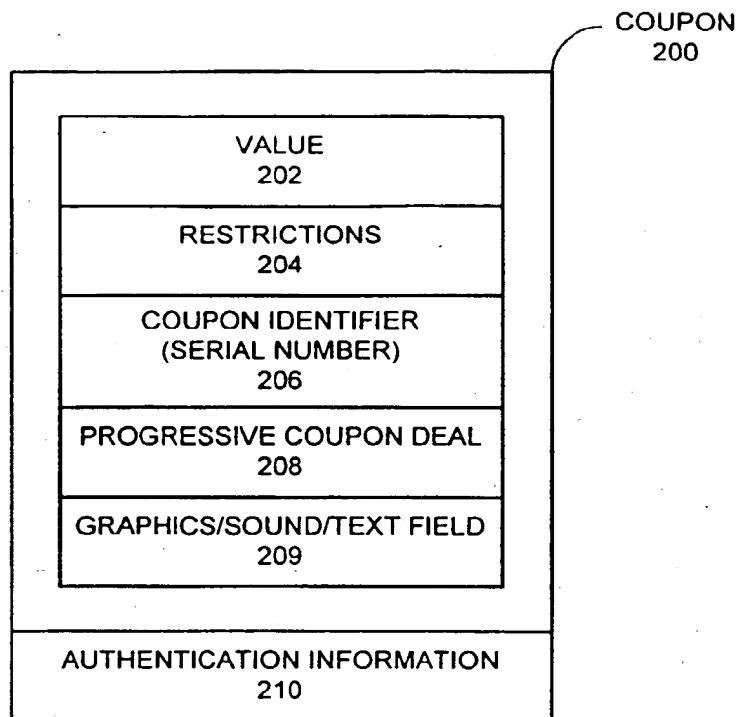 COUPON
200
VALUE
202
RESTRICTIONS
204
COUPON IDENTIFIER
(SERIAL NUMBER)
206
PROGRESSIVE COUPON DEAL
208
GRAPHICS/SOUND/TEXT FIELD
209
AUTHENTICATION INFORMATION
210